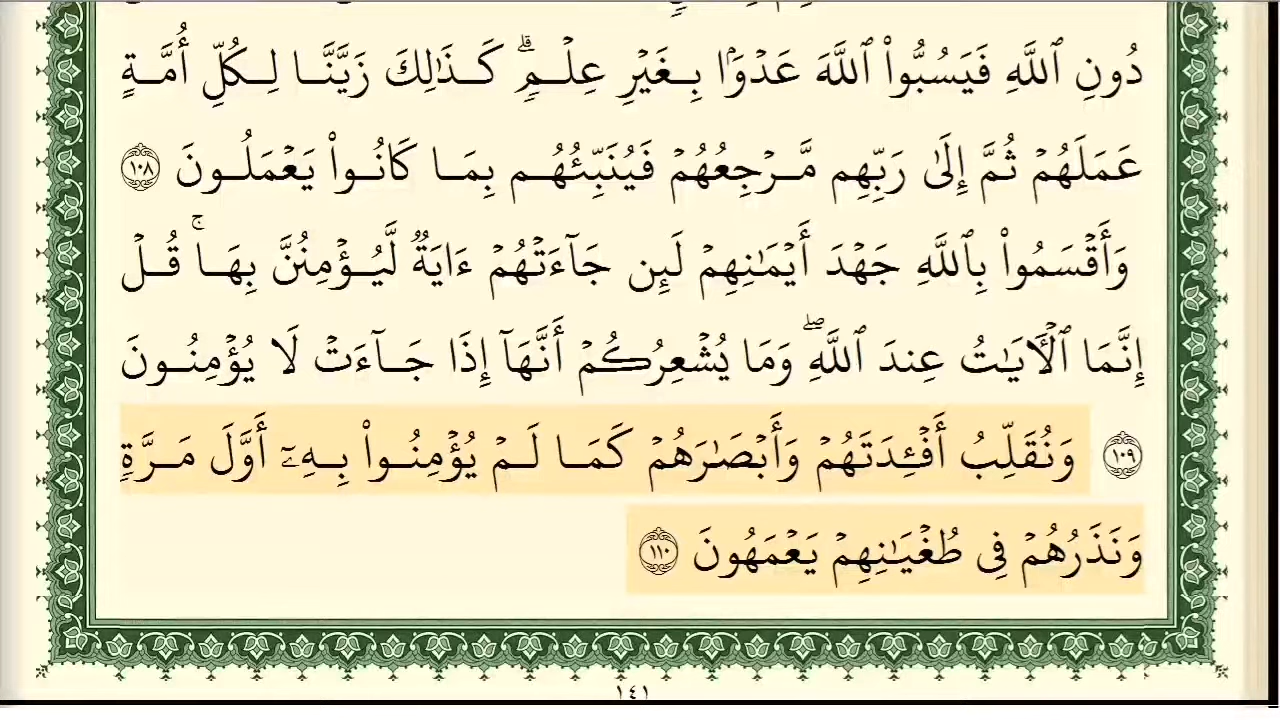 دُونِ ٱللَّهِ فَيَسُبُّوا۟ ٱللَّهَ عَدْوًۢا بِغَيْرِ عِلْمٍۢ ۗ كَذَٰلِكَ زَيَّنَّا لِكُلِّ أُمَّةٍ
عَمَلَهُمْ ثُمَّ إِلَىٰ رَبِّهِم مَّرْجِعُهُمْ فَيُنَبِّئُهُم بِمَا كَانُوا۟ يَعْمَلُونَ ١٠٨
وَأَقْسَمُوا۟ بِٱللَّهِ جَهْدَ أَيْمَٰنِهِمْ لَئِن جَآءَتْهُمْ ءَايَةٌ لَّيُؤْمِنُنَّ بِهَا ۚ قُلْ
إِنَّمَا ٱلْأَيَٰتُ عِندَ ٱللَّهِ ۖ وَمَا يُشْعِرُكُمْ أَنَّهَآ إِذَا جَآءَتْ لَا يُؤْمِنُونَ
١٠٩ وَنُقَلِّبُ أَفْـِٔدَتَهُمْ وَأَبْصَٰرَهُمْ كَمَا لَمْ يُؤْمِنُوا۟ بِهِۦٓ أَوَّلَ مَرَّةٍ
وَنَذَرُهُمْ فِى طُغْيَٰنِهِمْ يَعْمَهُونَ ١١٠
١٤١